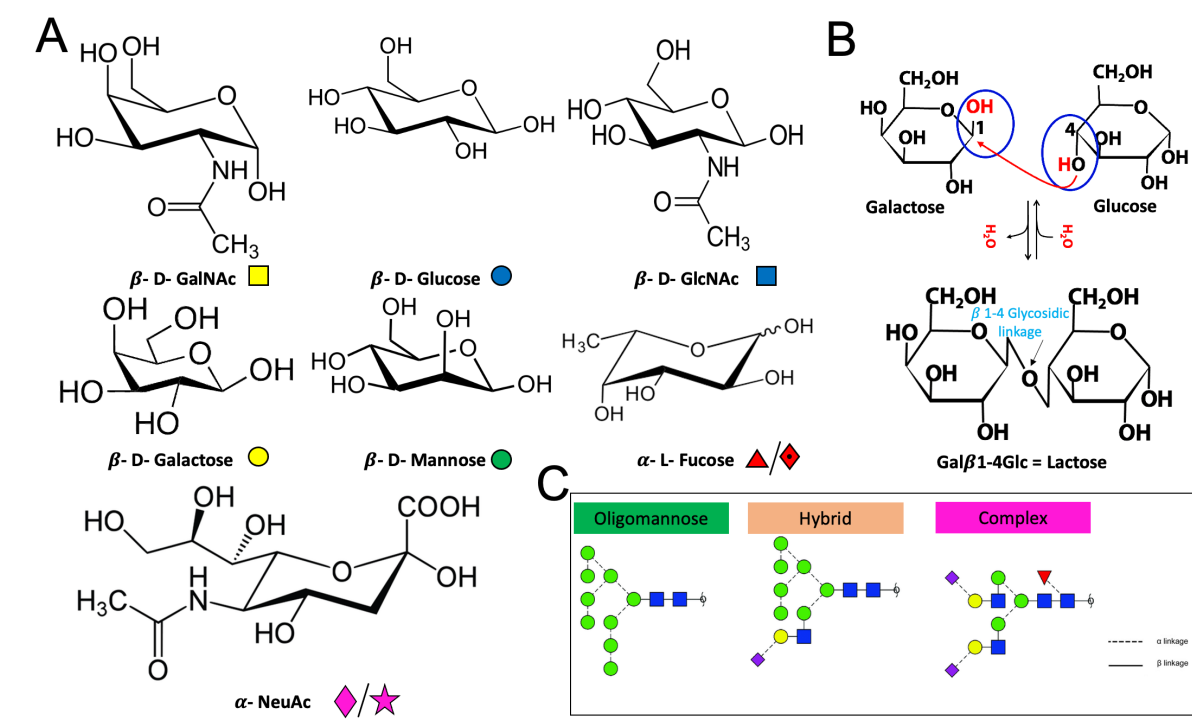 A
HO OH
O
HO
NH
OH
O
CH₃
β- D- GalNAc
OH
HO
O
HO
OH
OH
β- D- Glucose
OH
HO
O
HO
OH
NH
O
CH₃
β- D- GlcNAc
OH
OH
O
OH
HO
HO
β- D- Galactose
OH
OH
HO
O
HO
OH
β- D- Mannose
H₃C
O
OH
HO
OH
OH
α- L- Fucose
/
OH
HO
OH
COOH
O
OH
H
N
H₃C
HO
O
α- NeuAc
/
B
CH₂OH
HO
O
OH
1
OH
OH
Galactose
CH₂OH
O
4
OH
HO
OH
OH
Glucose
H₂O
H₂O
CH₂OH
CH₂OH
β 1-4 Glycosidic
linkage
HO
O
O
OH
O
OH
OH
OH
OH
Galβ1-4Glc = Lactose
C
Oligomannose
Hybrid
Complex
α linkage
β linkage